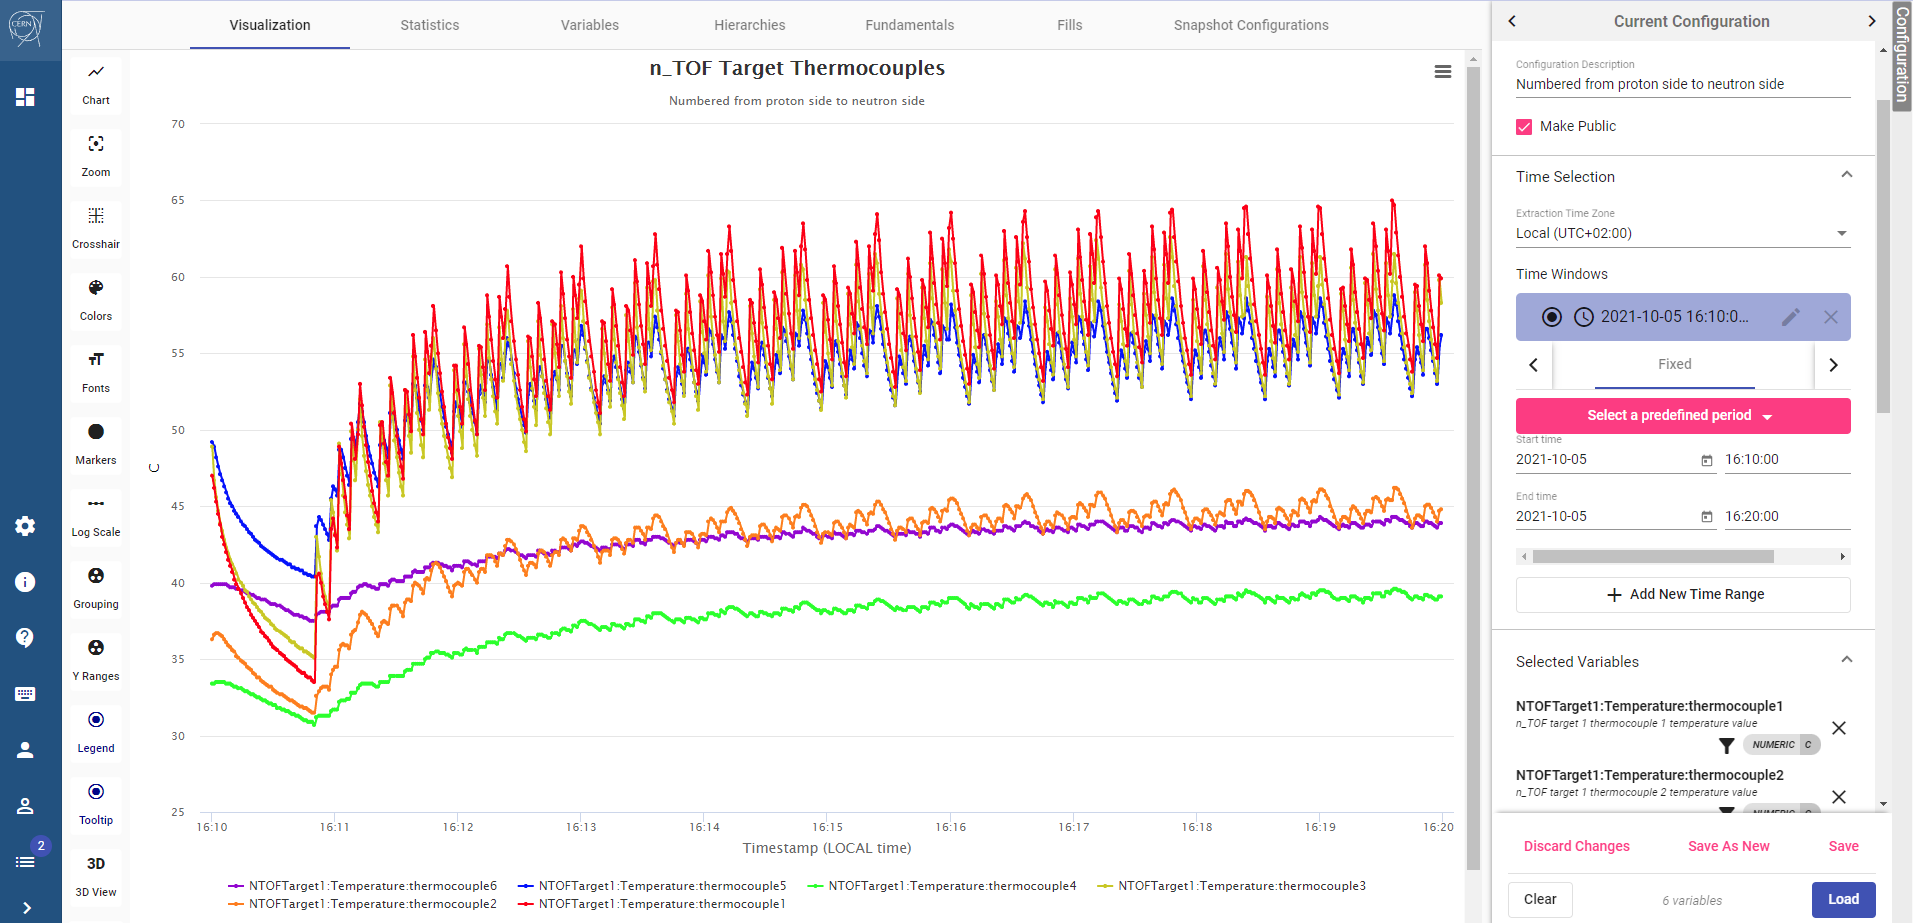 CERN
Visualization
Statistics
Variables
Hierarchies
Fundamentals
Fills
Snapshot Configurations
Chart
Zoom
Crosshair
Colors
Fonts
Markers
Log Scale
Grouping
Y Ranges
Legend
Tooltip
3D
3D View
2
n_TOF Target Thermocouples
Numbered from proton side to neutron side
70
65
60
55
50
45
40
35
30
25
C
16:10
16:11
16:12
16:13
16:14
16:15
16:16
16:17
16:18
16:19
16:20
Timestamp (LOCAL time)
NTOFTarget1:Temperature:thermocouple6
NTOFTarget1:Temperature:thermocouple5
NTOFTarget1:Temperature:thermocouple4
NTOFTarget1:Temperature:thermocouple3
NTOFTarget1:Temperature:thermocouple2
NTOFTarget1:Temperature:thermocouple1
Current Configuration
Configuration
Configuration Description
Numbered from proton side to neutron side
Make Public
Time Selection
Extraction Time Zone
Local (UTC+02:00)
Time Windows
2021-10-05 16:10:0...
Fixed
Select a predefined period
Start time
2021-10-05
16:10:00
End time
2021-10-05
16:20:00
Add New Time Range
Selected Variables
NTOFTarget1:Temperature:thermocouple1
n_TOF target 1 thermocouple 1 temperature value
NUMERIC C
NTOFTarget1:Temperature:thermocouple2
n_TOF target 1 thermocouple 2 temperature value
NUMERIC C
Discard Changes
Save As New
Save
Clear
6 variables
Load